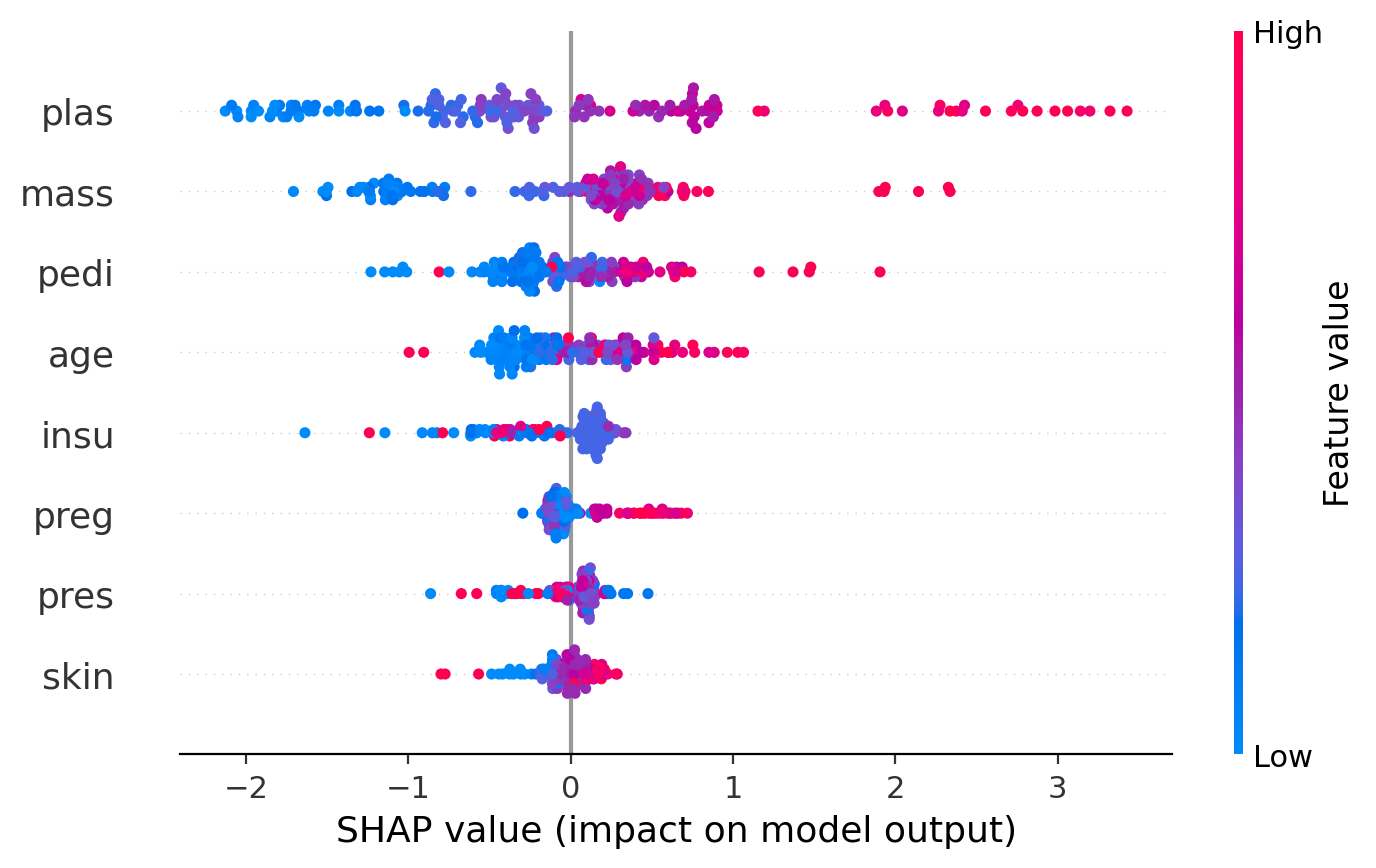 High
plas
mass
pedi
age
insu
preg
pres
skin
Feature value
Low
−2 −1 0 1 2 3
SHAP value (impact on model output)